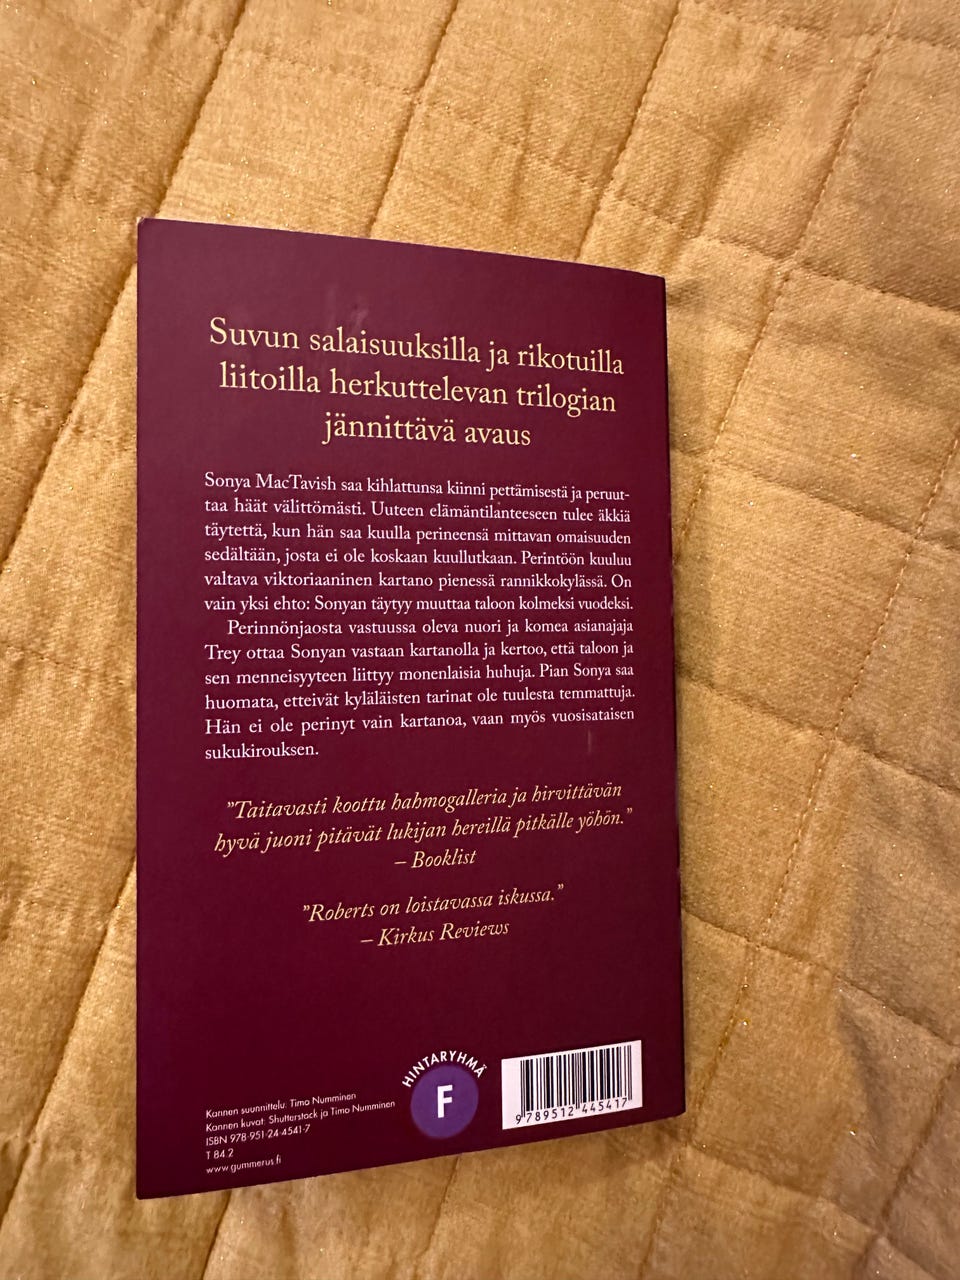 Suvun salaisuuksilla ja rikotuilla
liitoilla herkuttelevan trilogian
jännittävä avaus
Sonya MacTavish saa kihlattunsa kiinni pettämisestä ja peruut-
taa häät välittömästi. Uuteen elämäntilanteeseen tulee äkkiä
täytettä, kun hän saa kuulla perineensä mittavan omaisuuden
sedältään, josta ei ole koskaan kuullutkaan. Perintöön kuuluu
valtava viktoriaaninen kartano pienessä rannikkokylässä. On
vain yksi ehto: Sonyan täytyy muuttaa taloon kolmeksi vuodeksi.
Perinnönjaosta vastuussa oleva nuori ja komea asianajaja
Trey ottaa Sonyan vastaan kartanolla ja kertoo, että taloon ja
sen menneisyyteen liittyy monenlaisia huhuja. Pian Sonya saa
huomata, etteivät kyläläisten tarinat ole tuulesta temmattuja.
Hän ei ole perinyt vain kartanoa, vaan myös vuosisataisen
sukukirouksen.
"Taitavasti koottu hahmogalleria ja hirvittävän
hyvä juoni pitävät lukijan hereillä pitkälle yöhön."
– Booklist
"Roberts on loistavassa iskussa."
– Kirkus Reviews
Kannen suunnittelu: Timo Numminen
Kannen kuvat: Shutterstock ja Timo Numminen
ISBN 978-951-24-4541-7
T 84.2
www.gummerus.fi
HINTARYHMÄ
F
9 789512 445417